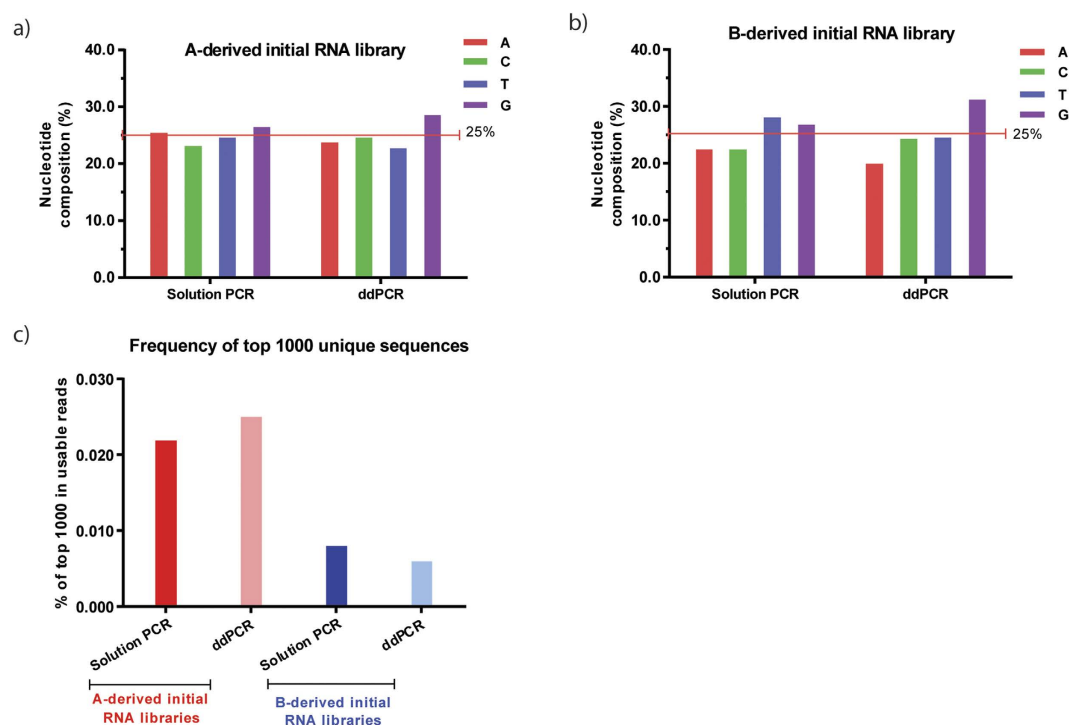 a)
A-derived initial RNA library
40.0
30.0
20.0
10.0
0.0
Nucleotide
composition (%)
A
C
T
G
25%
Solution PCR
ddPCR
b)
B-derived initial RNA library
40.0
30.0
20.0
10.0
0.0
Nucleotide
composition (%)
A
C
T
G
25%
Solution PCR
ddPCR
c)
Frequency of top 1000 unique sequences
0.030
0.020
0.010
0.000
% of top 1000 in usable reads
Solution PCR
ddPCR
Solution PCR
ddPCR
A-derived initial
RNA libraries
B-derived initial
RNA libraries